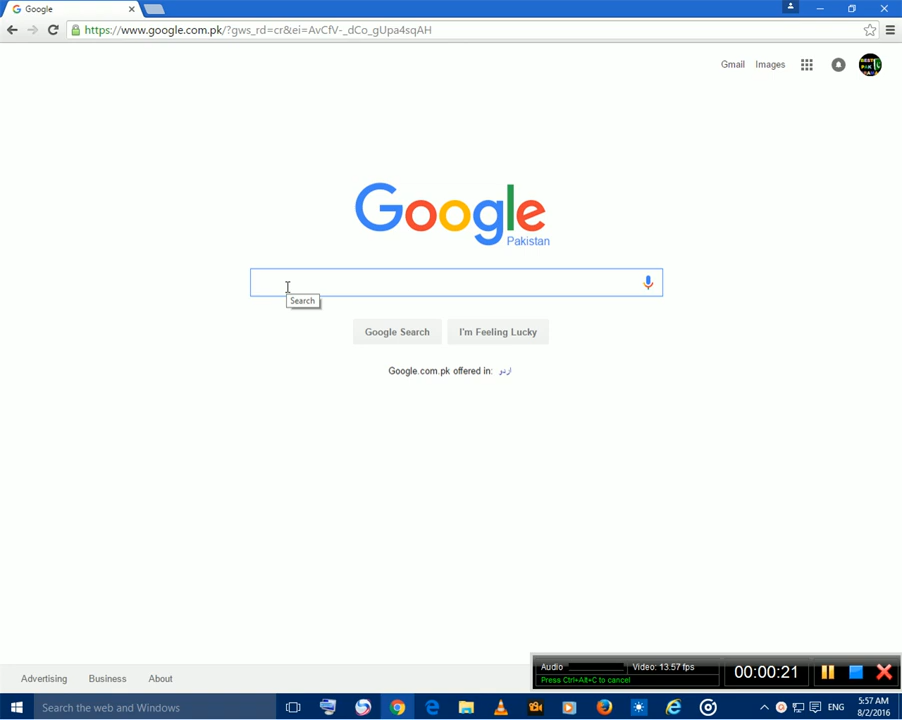 Google
https://www.google.com.pk/?gws_rd=cr&ei=AvCfV-_dCo_gUpa4sqAH
Gmail Images
Google
Pakistan
Search
Google Search I'm Feeling Lucky
Google.com.pk offered in: اردو
Audio Video: 13.57 fps
Press Ctrl+Alt+C to cancel
00:00:21
Advertising Business About
Search the web and Windows
ENG
5:57 AM
8/2/2016